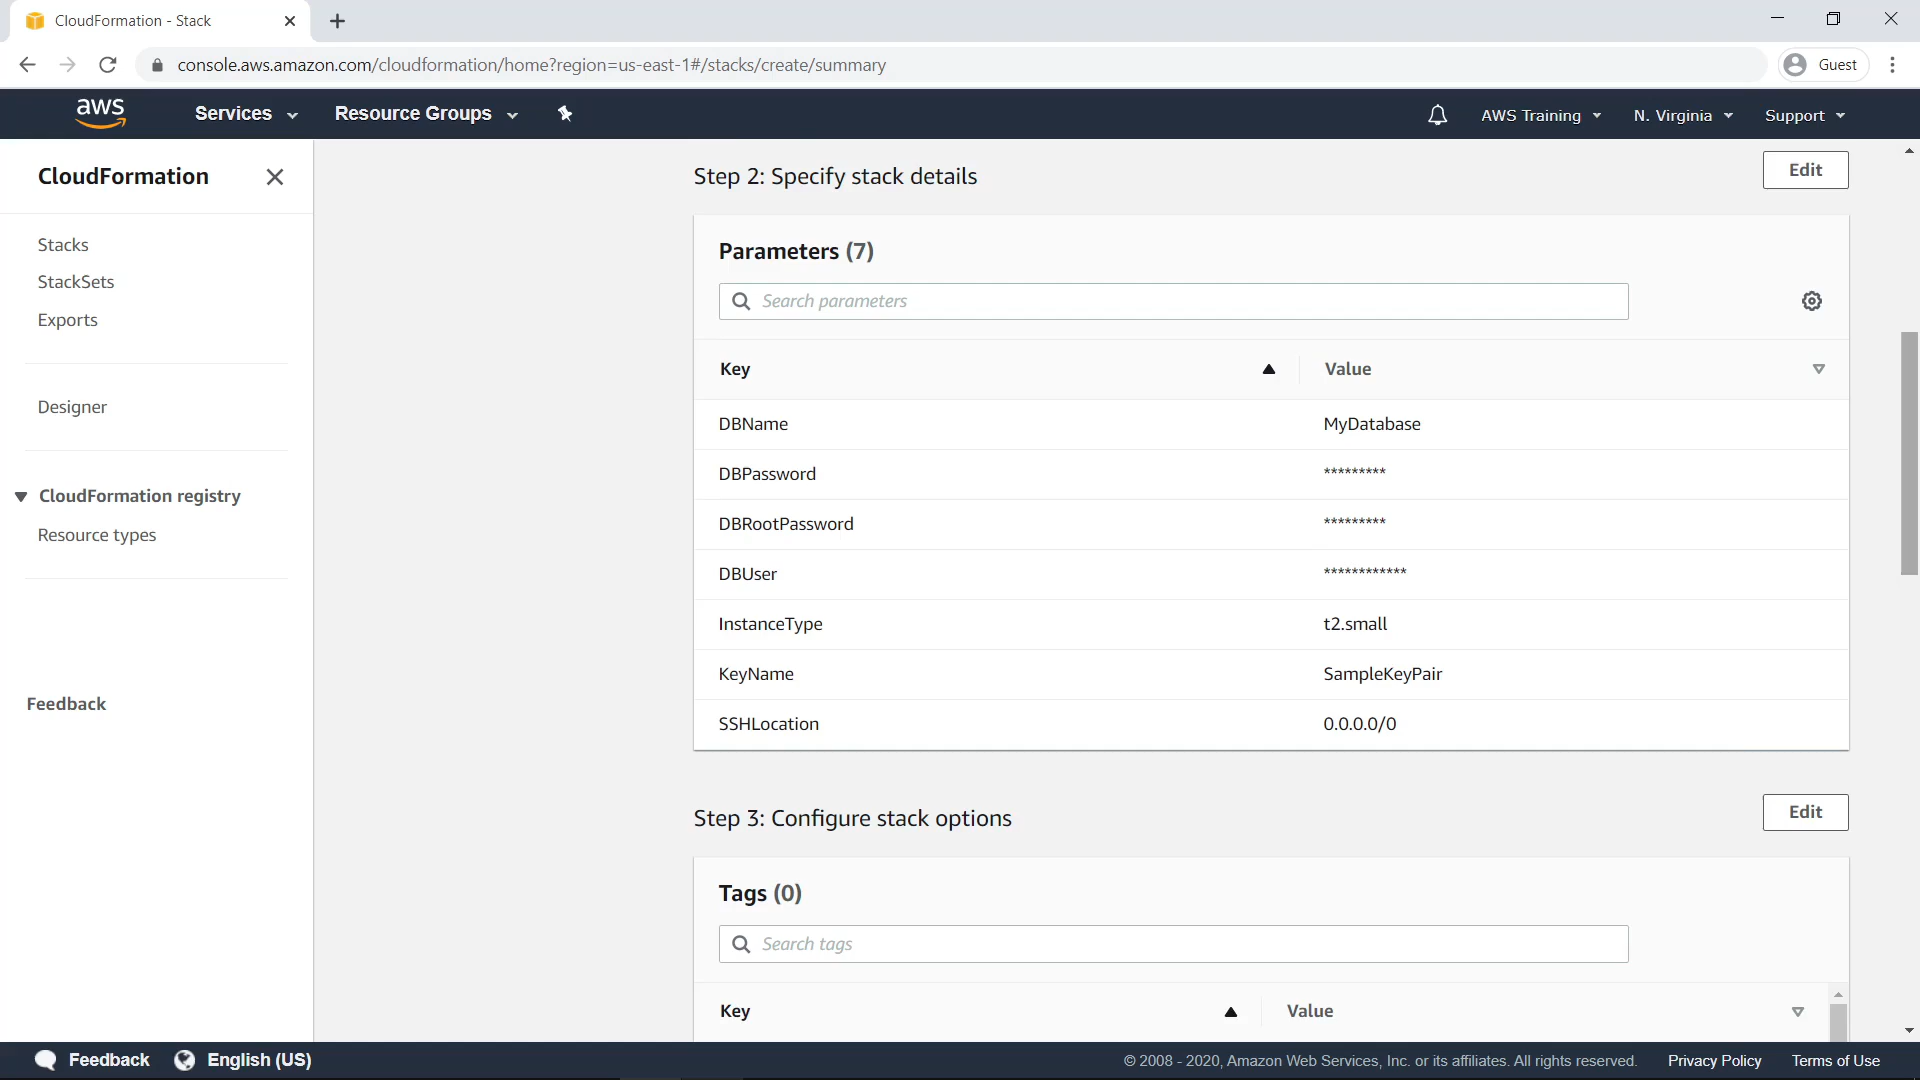 CloudFormation - Stack
console.aws.amazon.com/cloudformation/home?region=us-east-1#/stacks/create/summary
Guest
aws
Services
Resource Groups
AWS Training
N. Virginia
Support
CloudFormation
Stacks
StackSets
Exports
Designer
CloudFormation registry
Resource types
Feedback
Step 2: Specify stack details
Edit
Parameters (7)
Search parameters
Key Value
DBName MyDatabase
DBPassword *********
DBRootPassword *********
DBUser ************
InstanceType t2.small
KeyName SampleKeyPair
SSHLocation 0.0.0.0/0
Step 3: Configure stack options
Edit
Tags (0)
Search tags
Key Value
Feedback English (US)
© 2008 - 2020, Amazon Web Services, Inc. or its affiliates. All rights reserved. Privacy Policy Terms of Use